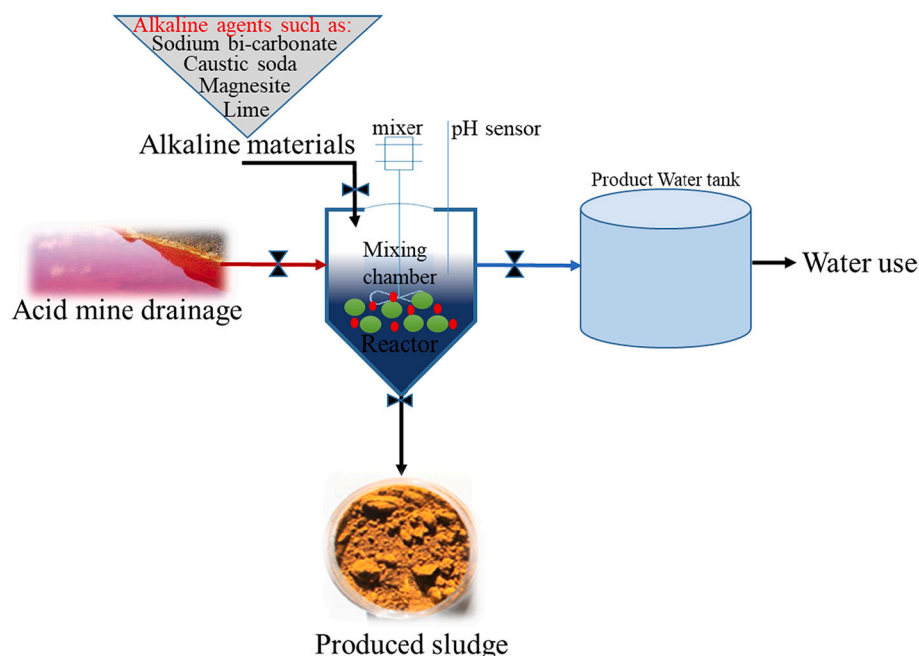 Alkaline agents such as:
Sodium bi-carbonate
Caustic soda
Magnesite
Lime
Alkaline materials
mixer
pH sensor
Product Water tank
Mixing
chamber
Acid mine drainage
Reactor
Water use
Produced sludge